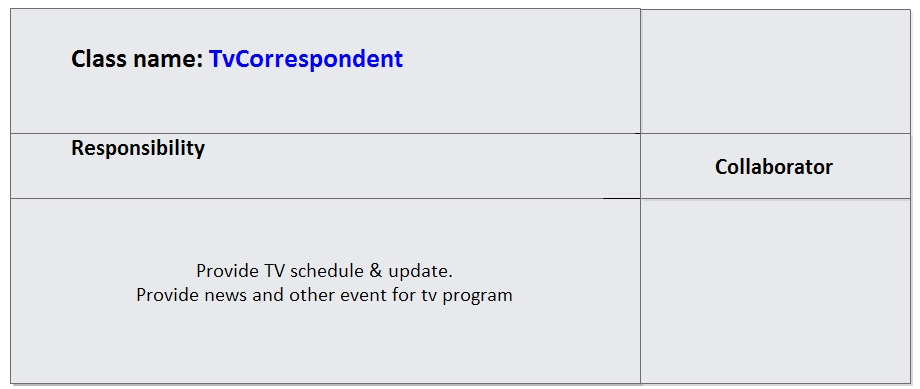 Class name: TvCorrespondent
Responsibility
Collaborator
Provide TV schedule & update.
Provide news and other event for tv program